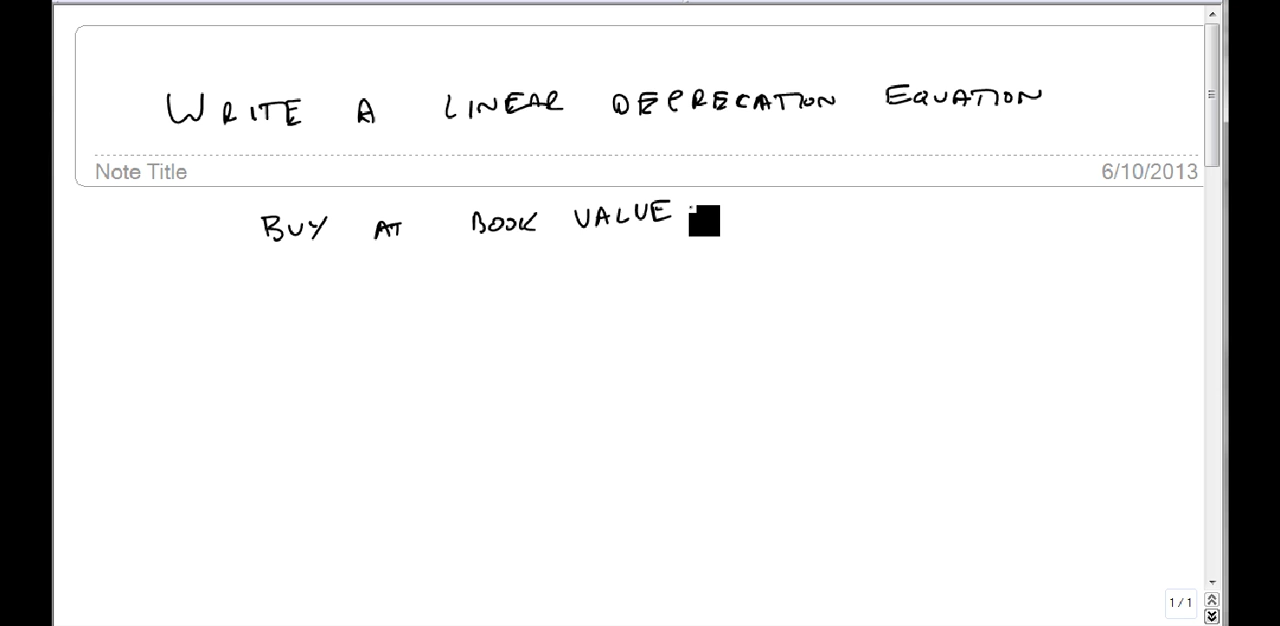 WRITE A LINEAR DEPRECATION EQUATION
Note Title 6/10/2013
BUY AT BOOK VALUE
1 / 1